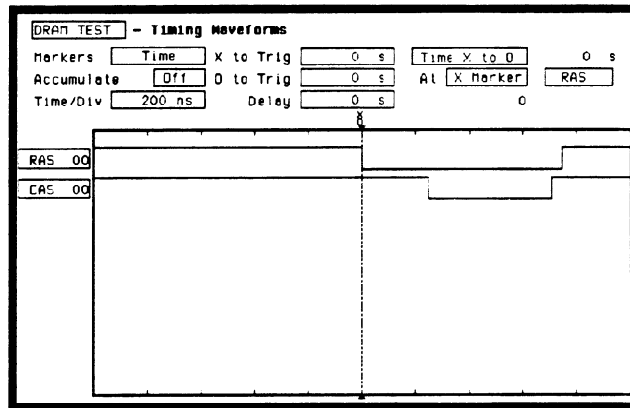 DRAM TEST - Timing Waveforms
Markers Time X to Trig 0 s Time X to O 0 s
Accumulate Off O to Trig 0 s At X Marker RAS
Time/Div 200 ns Delay 0 s 0
X
O
RAS 00
CAS 00